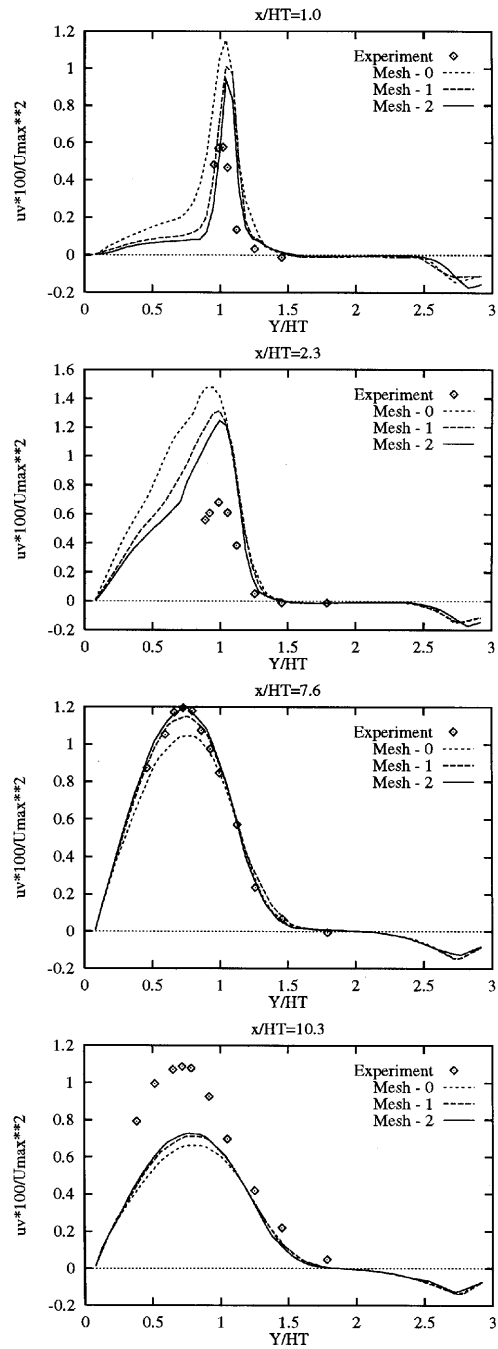 x/HT=1.0
uv*100/Umax**2
1.2
1
0.8
0.6
0.4
0.2
0
-0.2
Experiment
Mesh - 0
Mesh - 1
Mesh - 2
0 0.5 1 1.5 2 2.5 3
Y/HT
x/HT=2.3
uv*100/Umax**2
1.6
1.4
1.2
1
0.8
0.6
0.4
0.2
0
-0.2
Experiment
Mesh - 0
Mesh - 1
Mesh - 2
0 0.5 1 1.5 2 2.5 3
Y/HT
x/HT=7.6
uv*100/Umax**2
1.2
1
0.8
0.6
0.4
0.2
0
-0.2
Experiment
Mesh - 0
Mesh - 1
Mesh - 2
0 0.5 1 1.5 2 2.5 3
Y/HT
x/HT=10.3
uv*100/Umax**2
1.2
1
0.8
0.6
0.4
0.2
0
-0.2
Experiment
Mesh - 0
Mesh - 1
Mesh - 2
0 0.5 1 1.5 2 2.5 3
Y/HT